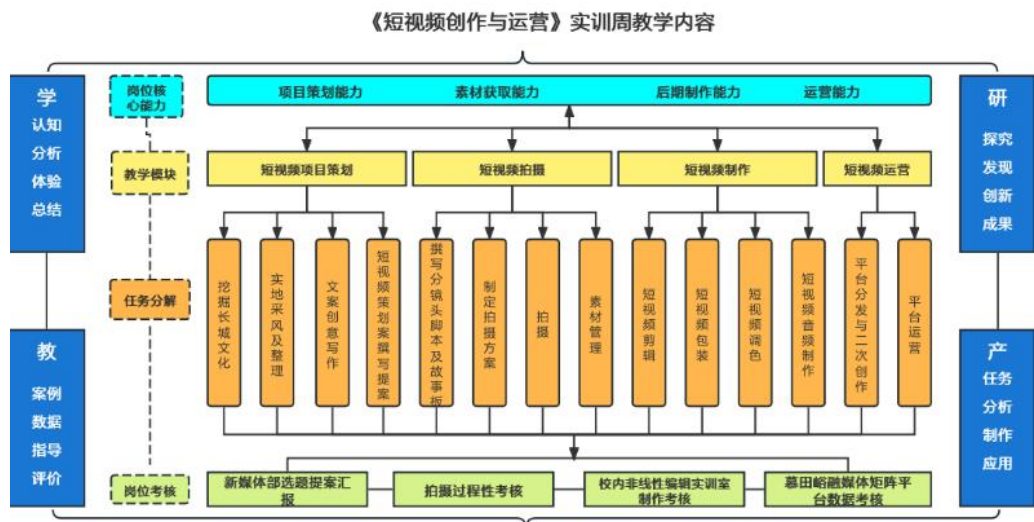 《短视频创作与运营》实训周教学内容
学
认知
分析
体验
总结
教
案例
数据
指导
评价
岗位核
心能力
教学模块
任务分解
岗位考核
项目策划能力
素材获取能力
后期制作能力
运营能力
短视频项目策划
短视频拍摄
短视频制作
短视频运营
挖掘长城文化
实地采风及整理
文案创意写作
短视频策划案撰写提案
撰写分镜头脚本及故事板
制定拍摄方案
拍摄
素材管理
短视频剪辑
短视频包装
短视频调色
短视频音频制作
平台分发与二次创作
平台运营
新媒体部选题提案汇
报
拍摄过程性考核
校内非线性编辑实训室
制作考核
慕田峪融媒体矩阵平
台数据考核
研
探究
发现
创新
成果
产
任务
分析
制作
应用